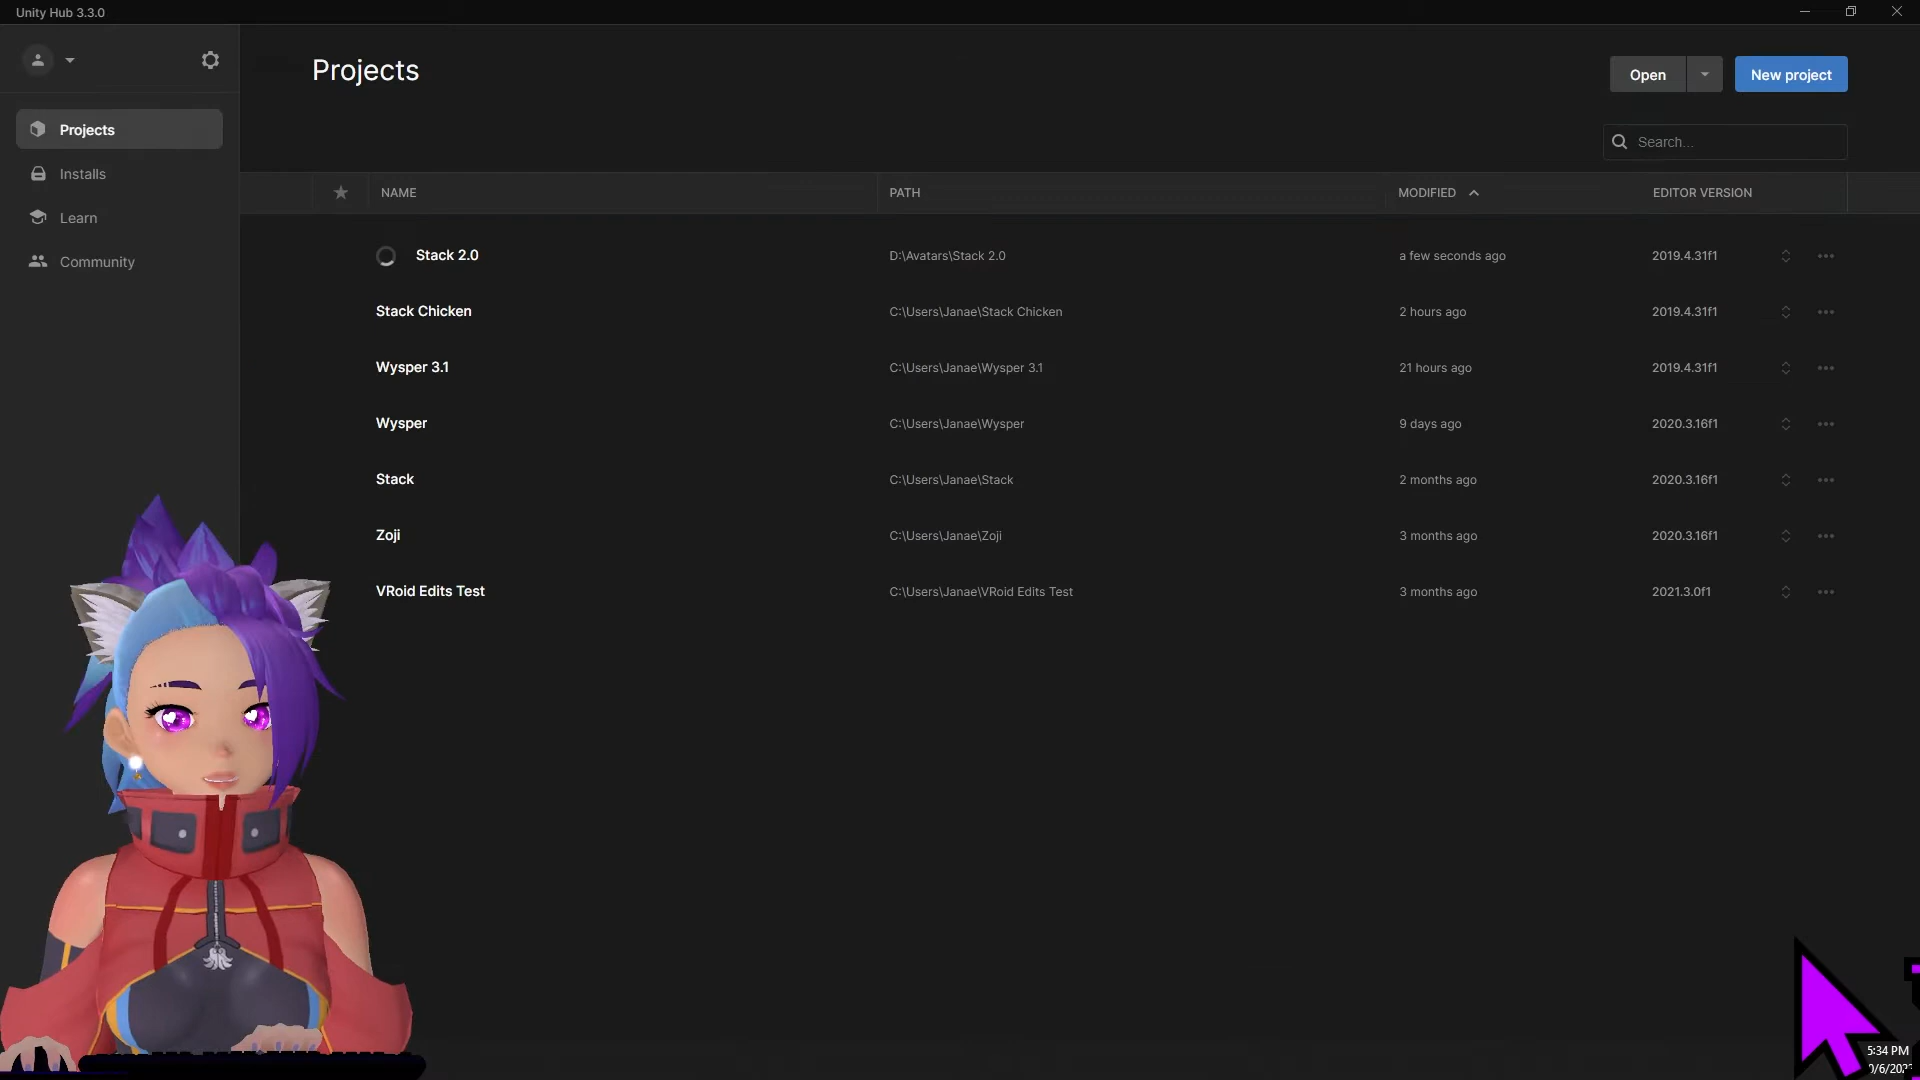 Unity Hub 3.3.0
Projects
Open
New project
Projects
Installs
Learn
Community
Search...
NAME PATH MODIFIED EDITOR VERSION
Stack 2.0 D:\Avatars\Stack 2.0 a few seconds ago 2019.4.31f1
Stack Chicken C:\Users\Janae\Stack Chicken 2 hours ago 2019.4.31f1
Wysper 3.1 C:\Users\Janae\Wysper 3.1 21 hours ago 2019.4.31f1
Wysper C:\Users\Janae\Wysper 9 days ago 2020.3.16f1
Stack C:\Users\Janae\Stack 2 months ago 2020.3.16f1
Zoji C:\Users\Janae\Zoji 3 months ago 2020.3.16f1
VRoid Edits Test C:\Users\Janae\VRoid Edits Test 3 months ago 2021.3.0f1
5:34 PM